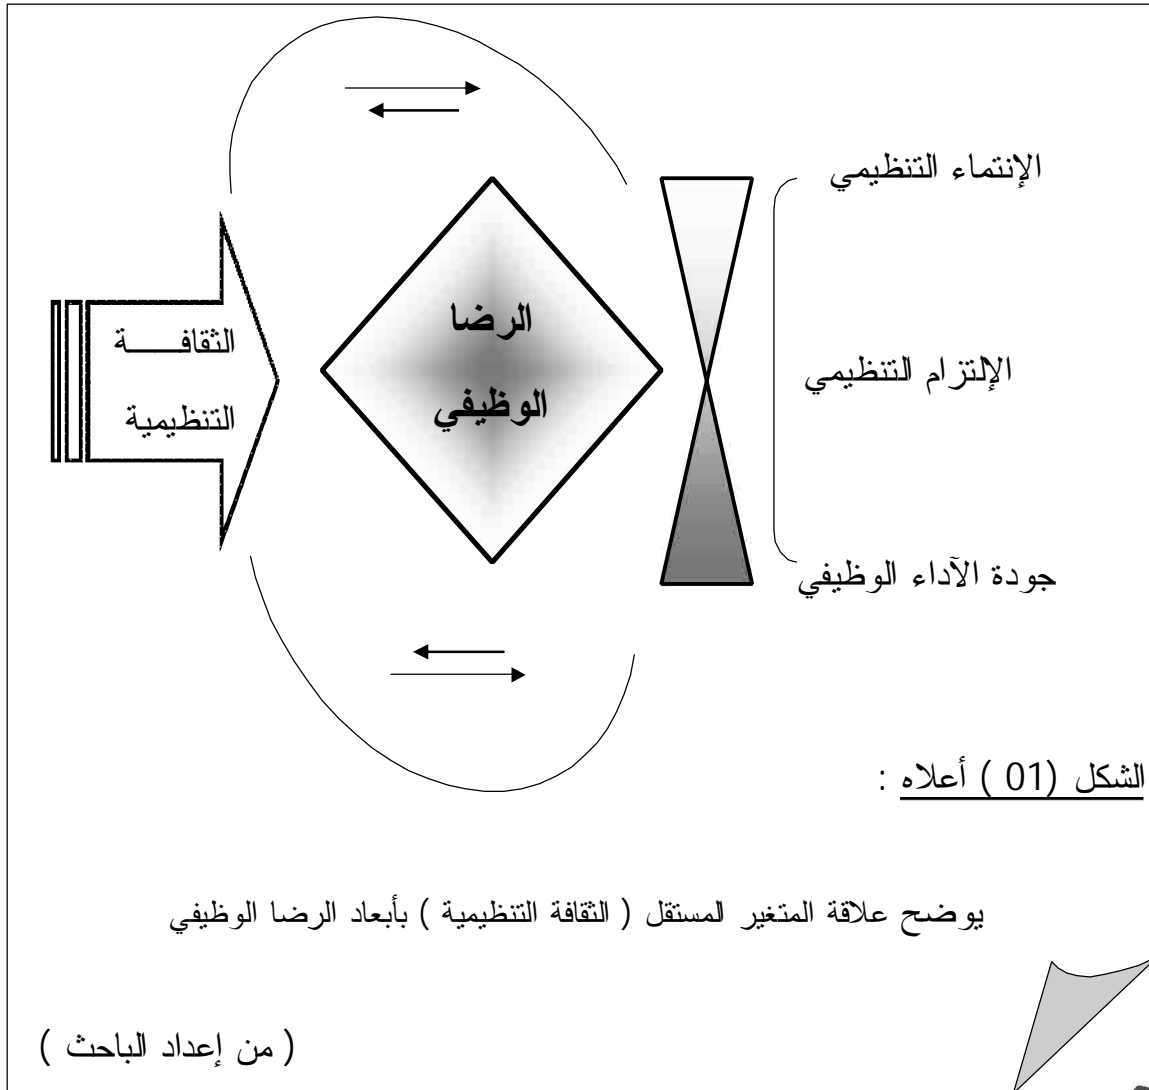 الإنتماء التنظيمي
الرضا
الوظيفي
الثقافـــــة
التنظيمية
الإلتزام التنظيمي
جودة الآداء الوظيفي
الشكل (01 ) أعلاه :
يوضح علاقة المتغير المستقل ( الثقافة التنظيمية ) بأبعاد الرضا الوظيفي
( من إعداد الباحث )